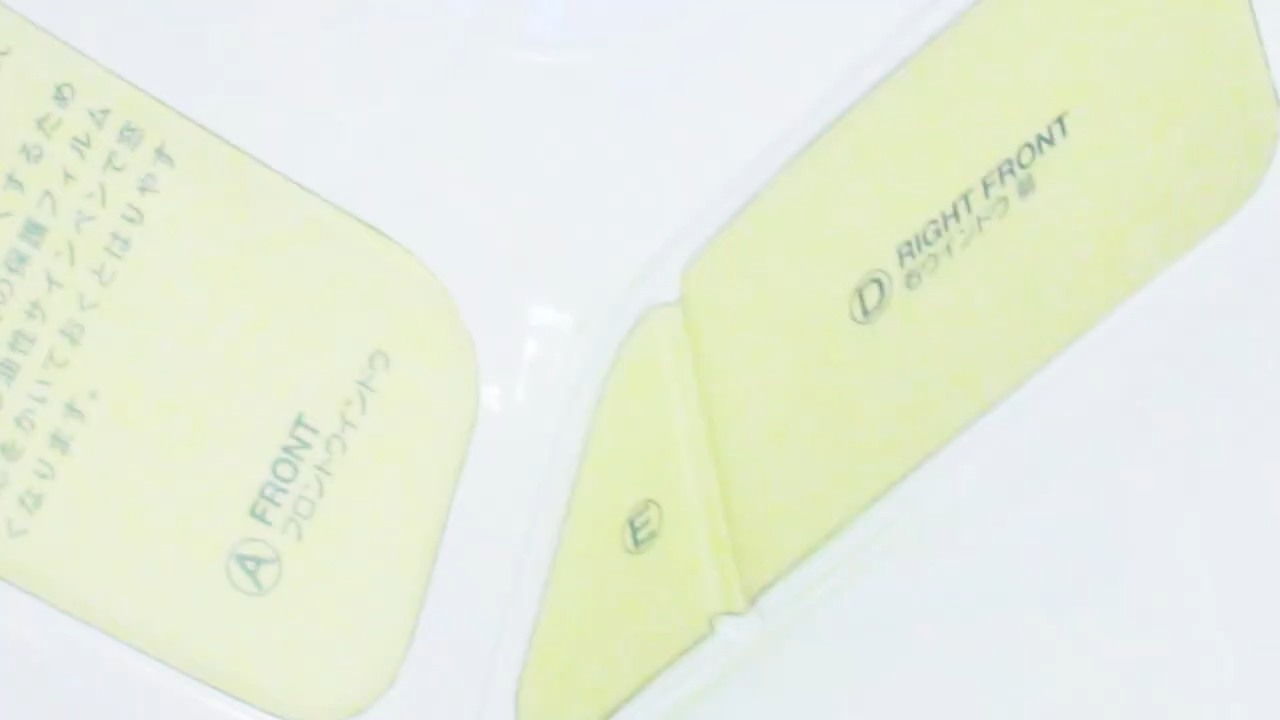 くするため
の保護フィルム
油性サインペンで窓
をかいておくとはりやす
くなります。
A FRONT
フロントウインドウ
D RIGHT FRONT
右ウインドウ 前
E